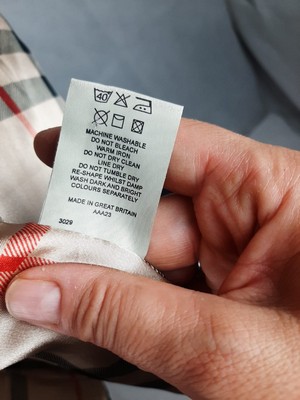 40
MACHINE WASHABLE
DO NOT BLEACH
WARM IRON
DO NOT DRY CLEAN
LINE DRY
DO NOT TUMBLE DRY
RE-SHAPE WHILST DAMP
WASH DARK AND BRIGHT
COLOURS SEPARATELY
MADE IN GREAT BRITAIN
AAA23
3029